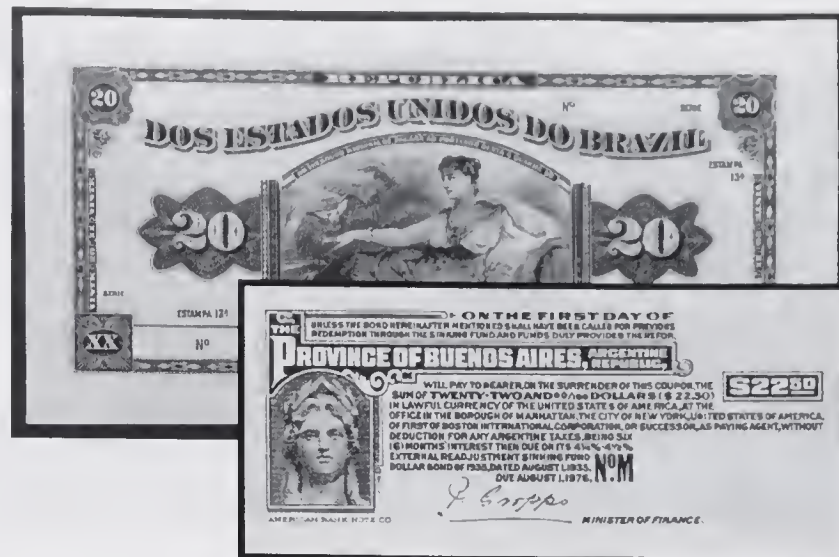 REPUBLICA
20
Nº
SERIE
20
DOS ESTADOS UNIDOS DO BRAZIL
ESTAMPA
12ª
20
20
SERIE
ESTAMPA 12ª
XX
Nº
ON THE FIRST DAY OF
THE
UNLESS THE BOND HEREINAFTER MENTIONED SHALL HAVE BEEN CALLED FOR PREVIOUS
REDEMPTION THROUGH THE SINKING FUND AND FUNDS DULY PROVIDED THEREFOR,
PROVINCE OF BUENOS AIRES, ARGENTINE REPUBLIC,
WILL PAY TO BEARER, ON THE SURRENDER OF THIS COUPON, THE
SUM OF TWENTY-TWO AND 50/100 DOLLARS ($22.50)
$22.50
IN LAWFUL CURRENCY OF THE UNITED STATES OF AMERICA, AT THE
OFFICE IN THE BOROUGH OF MANHATTAN, THE CITY OF NEW YORK, UNITED STATES OF AMERICA,
OF FIRST OF BOSTON INTERNATIONAL CORPORATION, OR SUCCESSOR, AS PAYING AGENT, WITHOUT
DEDUCTION FOR ANY ARGENTINE TAXES, BEING SIX
(6) MONTHS' INTEREST THEN DUE ON ITS 4¼%-4½%
EXTERNAL READJUSTMENT SINKING FUND
DOLLAR BOND OF 1935, DATED AUGUST 1, 1935,
DUE AUGUST 1, 1976.
NºM
AMERICAN BANK NOTE CO.
MINISTER OF FINANCE.